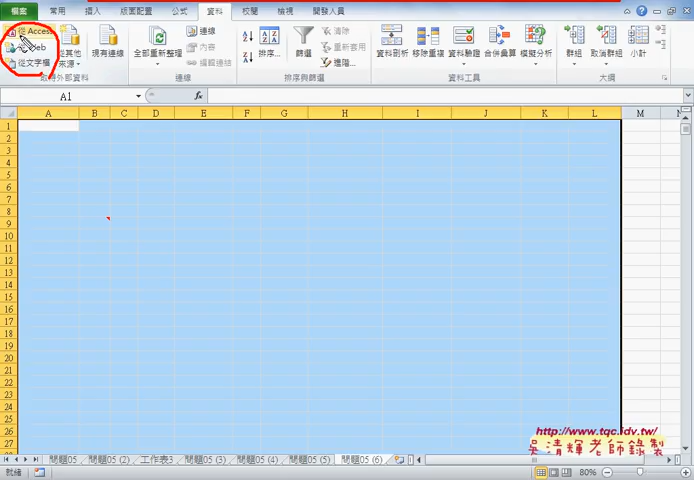 檔案 常用 插入 版面配置 公式 資料 校閱 檢視 開發人員
從 Access
從文字檔
現有連線
全部重新整理
連線
內容
編輯連結
排序...
篩選
清除
重新套用
進階...
資料剖析 移除重複 資料驗證 合併彙算 模擬分析
群組 取消群組 小計
取得外部資料 連線 排序與篩選 資料工具 大綱
A1 fx
A B C D E F G H I J K L M N
1
2
3
4
5
6
7
8
9
10
11
12
13
14
15
16
17
18
19
20
21
22
23
24
25
26
27
http://www.tqc.idv.tw/
吳清輝老師錄製
問題05 問題05 (2) 工作表3 問題05 (3) 問題05 (4) 問題05 (5) 問題05 (6)
就緒 80%